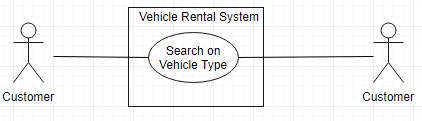 Vehicle Rental System
Search on
Vehicle Type
Customer
Customer